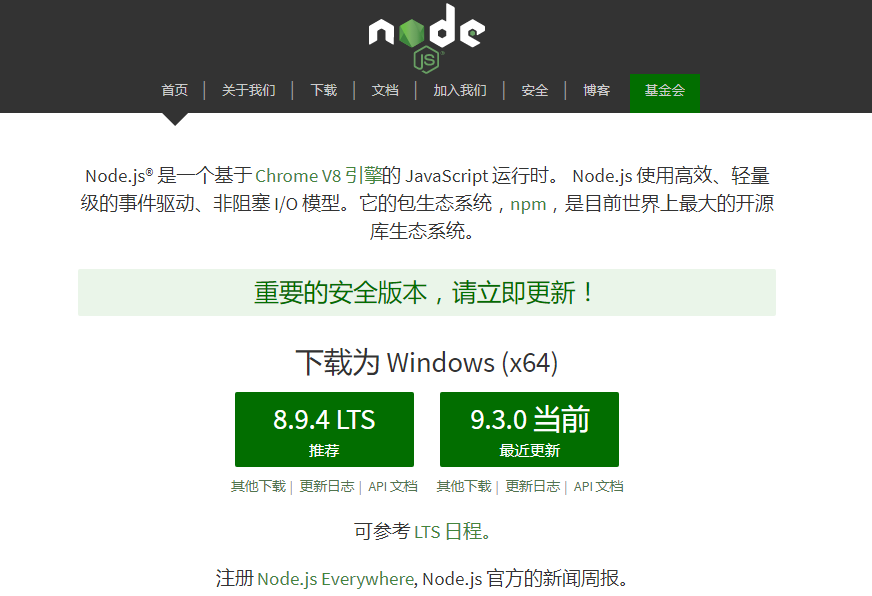 node
JS
首页 | 关于我们 | 下载 | 文档 | 加入我们 | 安全 | 博客 基金会
Node.js® 是一个基于 Chrome V8 引擎的 JavaScript 运行时。 Node.js 使用高效、轻量
级的事件驱动、非阻塞 I/O 模型。它的包生态系统，npm，是目前世界上最大的开源
库生态系统。
重要的安全版本，请立即更新！
下载为 Windows (x64)
8.9.4 LTS
推荐
9.3.0 当前
最近更新
其他下载 | 更新日志 | API 文档
其他下载 | 更新日志 | API 文档
可参考 LTS 日程。
注册 Node.js Everywhere, Node.js 官方的新闻周报。